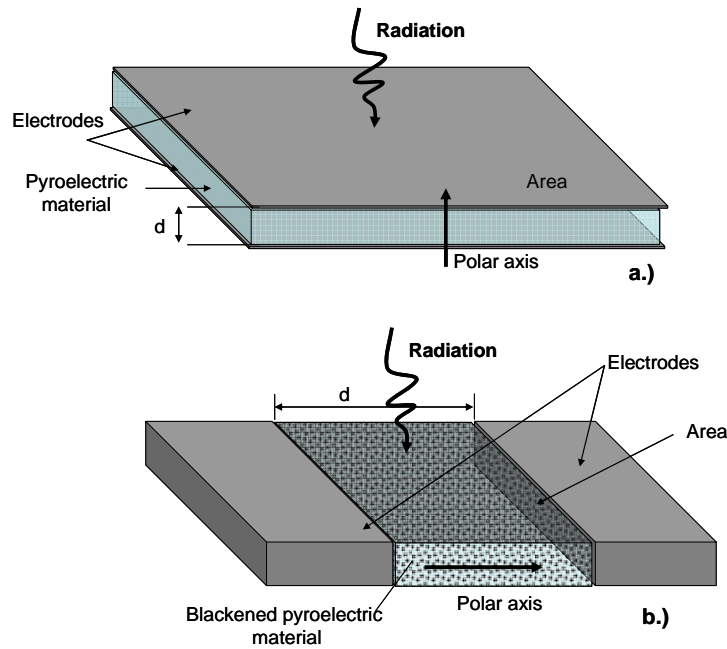 Radiation
Electrodes
Pyroelectric
material
Area
d
Polar axis
a.)
Radiation
Electrodes
d
Area
Polar axis
Blackened pyroelectric
material
b.)